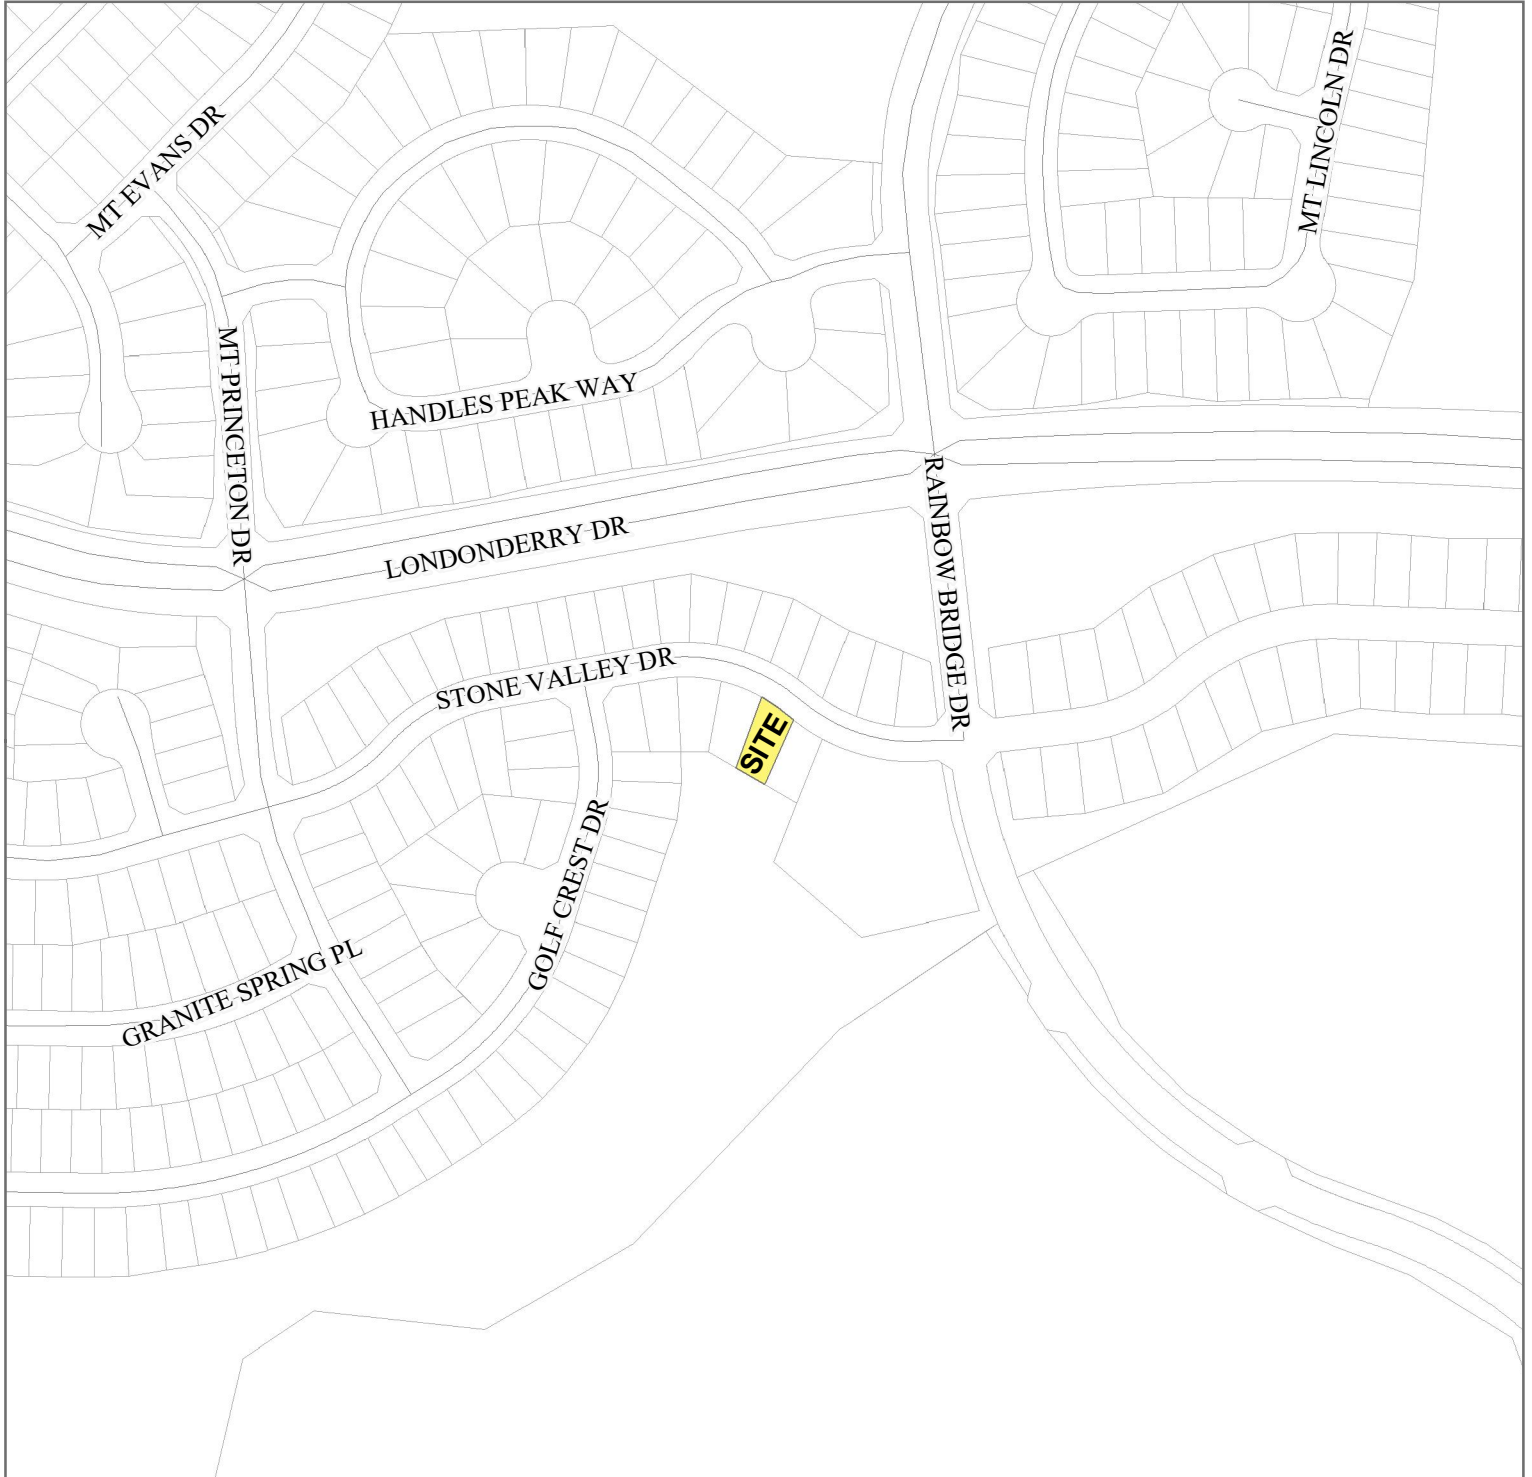 MT EVANS DR
MT LINCOLN DR
MT PRINCETON DR
HANDLES PEAK WAY
LONDONDERRY DR
RAINBOW BRIDGE DR
STONE VALLEY DR
SITE
GOLF CREST DR
GRANITE SPRING PL